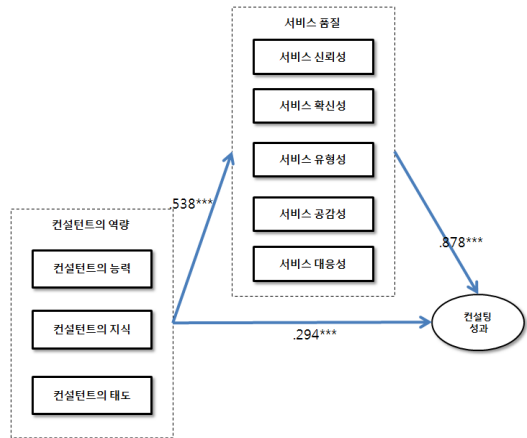 서비스 품질
서비스 신뢰성
서비스 확신성
서비스 유형성
서비스 공감성
서비스 대응성
.538***
.878***
컨설턴트의 역량
컨설턴트의 능력
컨설턴트의 지식
컨설턴트의 태도
.294***
컨설팅
성과